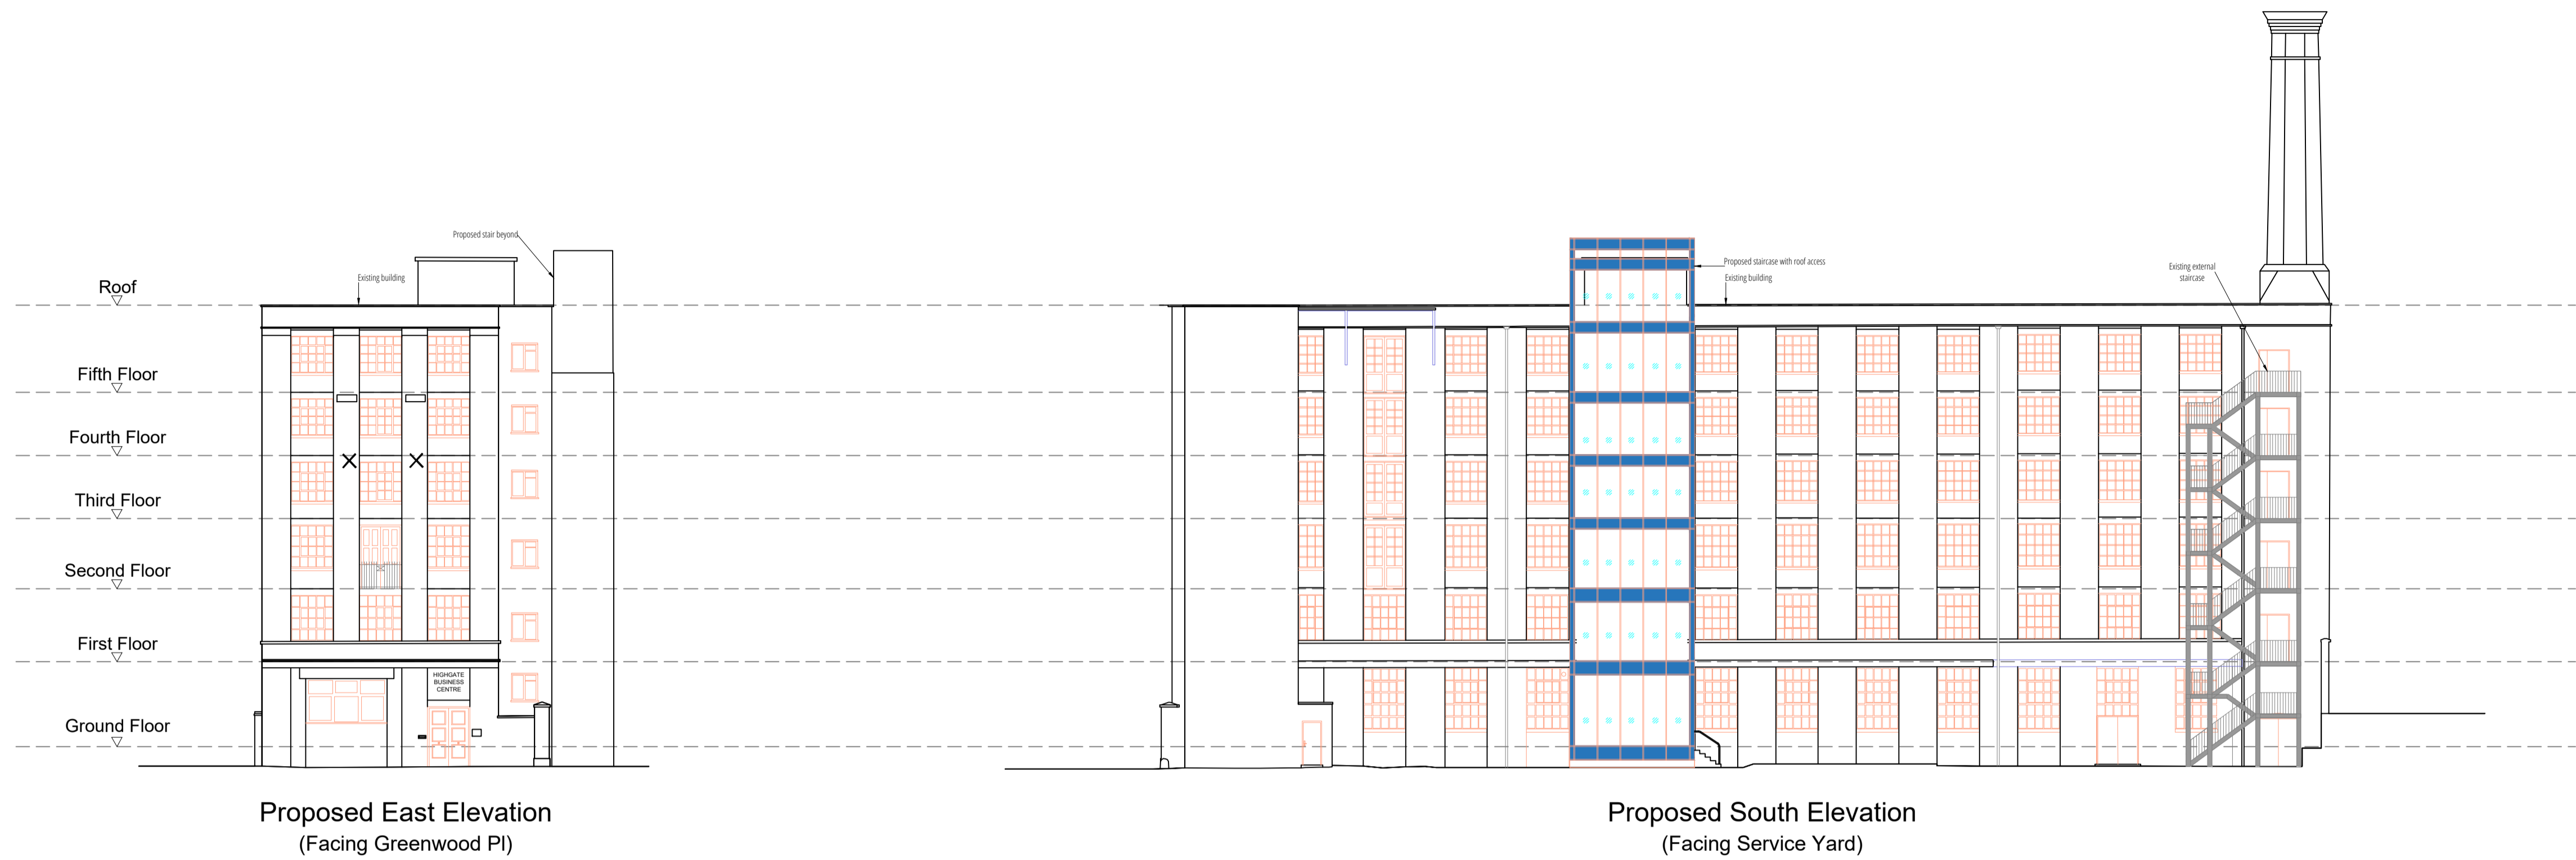 Roof
Fifth Floor
Fourth Floor
Third Floor
Second Floor
First Floor
Ground Floor
Proposed stair beyond
Existing building
HIGHGATE
BUSINESS
CENTRE
Proposed East Elevation
(Facing Greenwood Pl)
Proposed staircase with roof access
Existing building
Existing external
staircase
Proposed South Elevation
(Facing Service Yard)